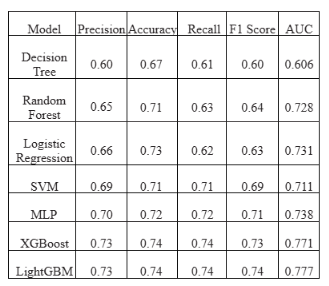 Model Precision Accuracy Recall F1 Score AUC
Decision
Tree 0.60 0.67 0.61 0.60 0.606
Random
Forest 0.65 0.71 0.63 0.64 0.728
Logistic
Regression 0.66 0.73 0.62 0.63 0.731
SVM 0.69 0.71 0.71 0.69 0.711
MLP 0.70 0.72 0.72 0.71 0.738
XGBoost 0.73 0.74 0.74 0.73 0.771
LightGBM 0.73 0.74 0.74 0.74 0.777